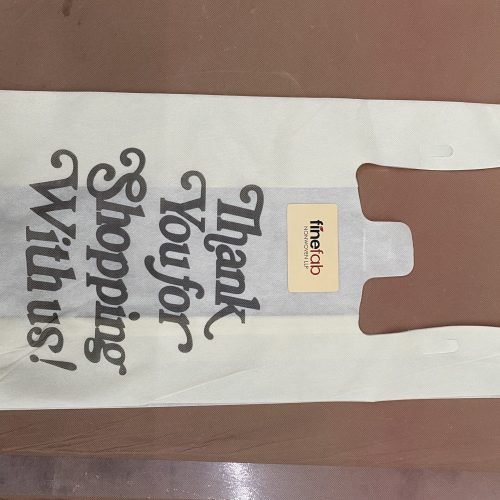 finefab
NONWOVEN LLP
Thank
You for
Shopping
With us!